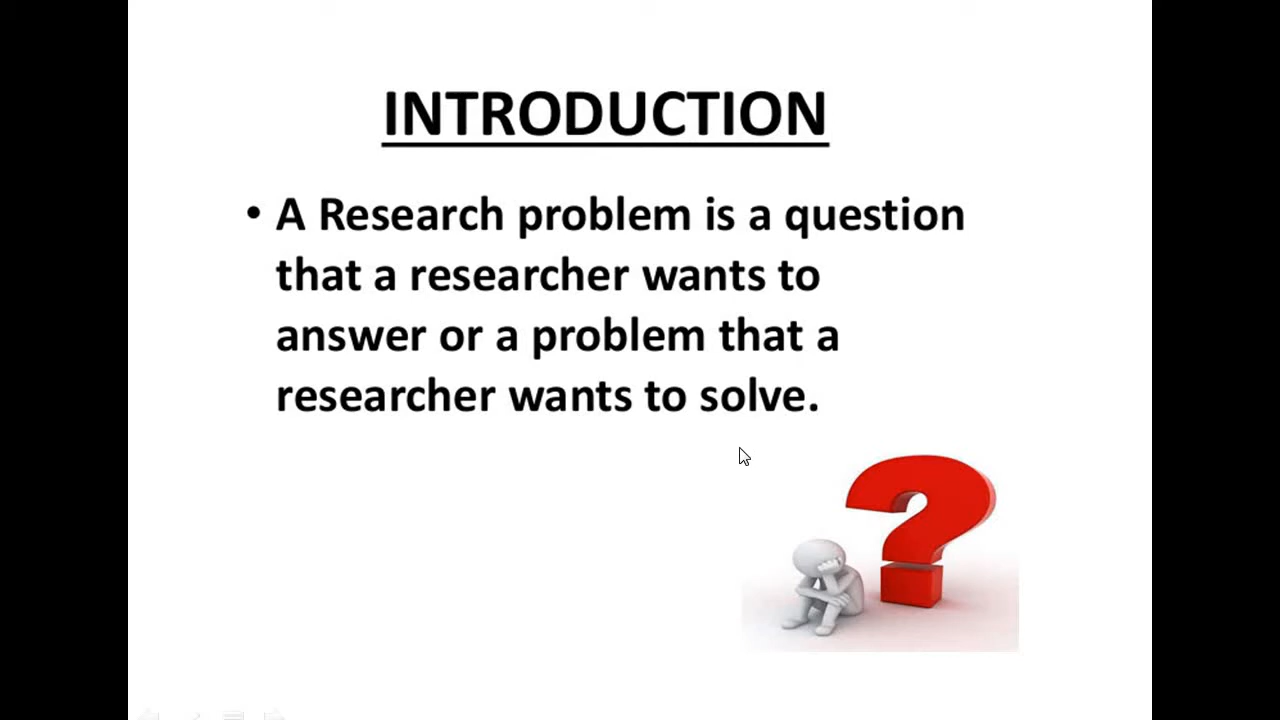 INTRODUCTION
• A Research problem is a question
that a researcher wants to
answer or a problem that a
researcher wants to solve.
?